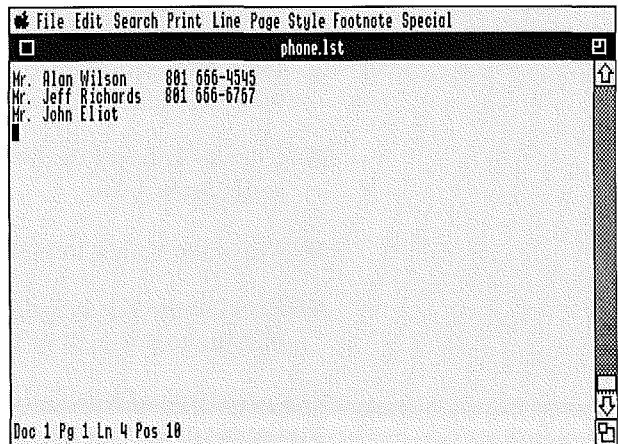 File Edit Search Print Line Page Style Footnote Special
phone.lst
Mr. Alan Wilson 801 666-4545
Mr. Jeff Richards 801 666-6767
Mr. John Eliot
Doc 1 Pg 1 Ln 4 Pos 10